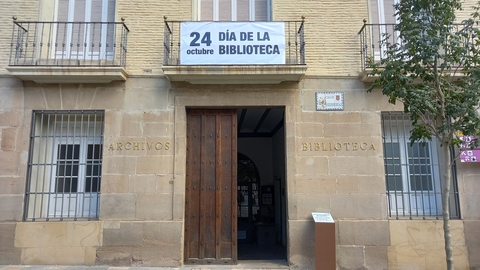 24 DÍA DE LA
octubre BIBLIOTECA
ARCHIVOS
BIBLIOTECA